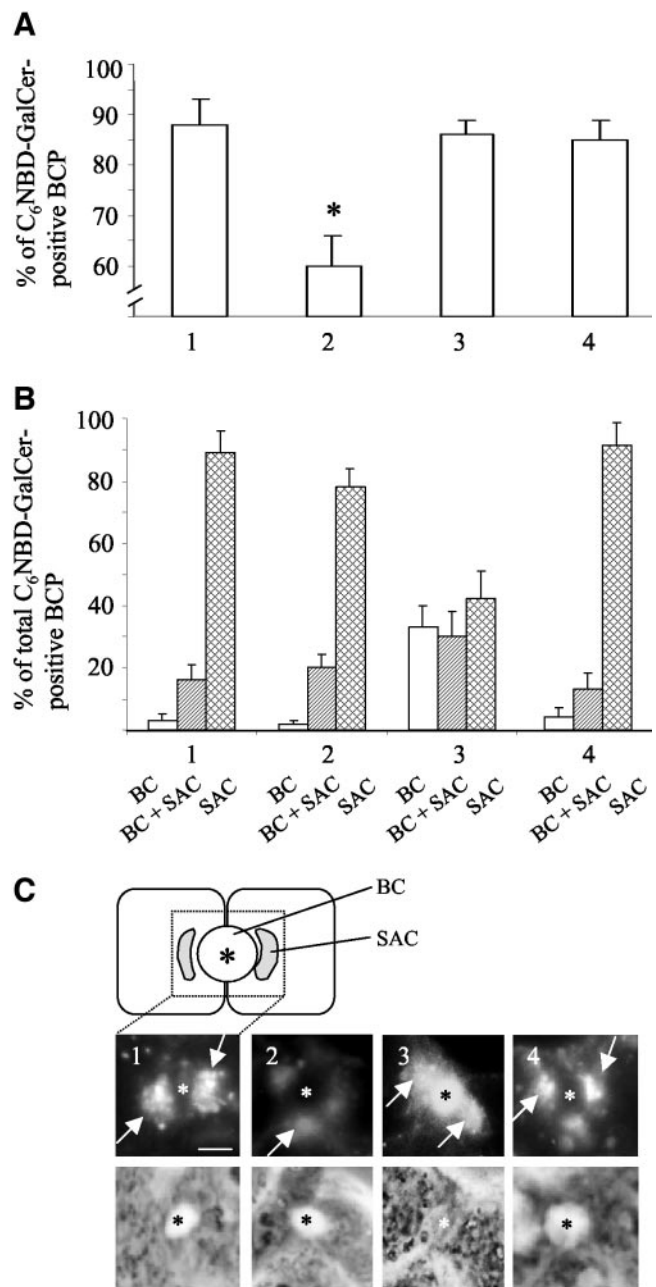 A
% of C₆NBD-GalCer-
positive BCP
100
90
80
70
60
*
1 2 3 4
B
% of total C₆NBD-GalCer-
positive BCP
100
80
60
40
20
1 2 3 4
BC BC + SAC SAC BC BC + SAC SAC BC BC + SAC SAC BC BC + SAC SAC
C
BC
SAC
*
1 2 3 4
* * * *
* * * *